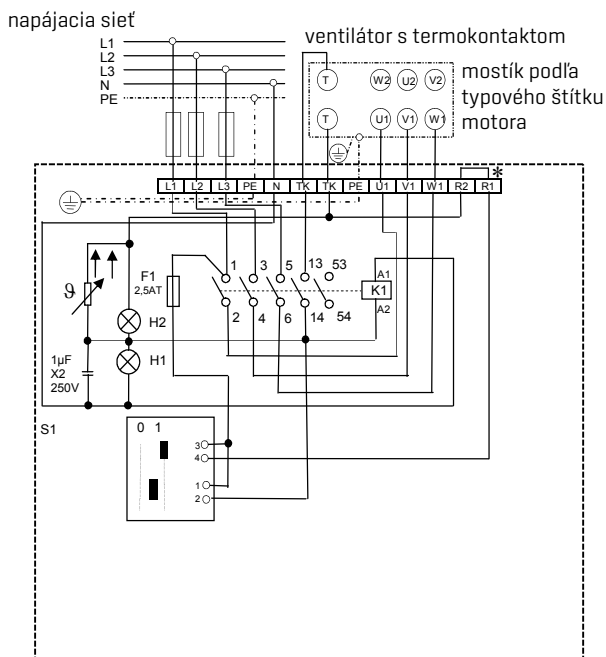 napájacia sieť
L1
L2
L3
N
PE
ventilátor s termokontaktom
T W2 U2 V2
T U1 V1 W1
mostík podľa
typového štítku
motora
L1 L2 L3 PE N TK TK PE U1 V1 W1 R2 R1 *
ϑ
F1
2,5AT
1 3 5 13 53
2 4 6 14 54
A1
K1
A2
H2
H1
1µF
X2
250V
S1
0 1
3
4
1
2